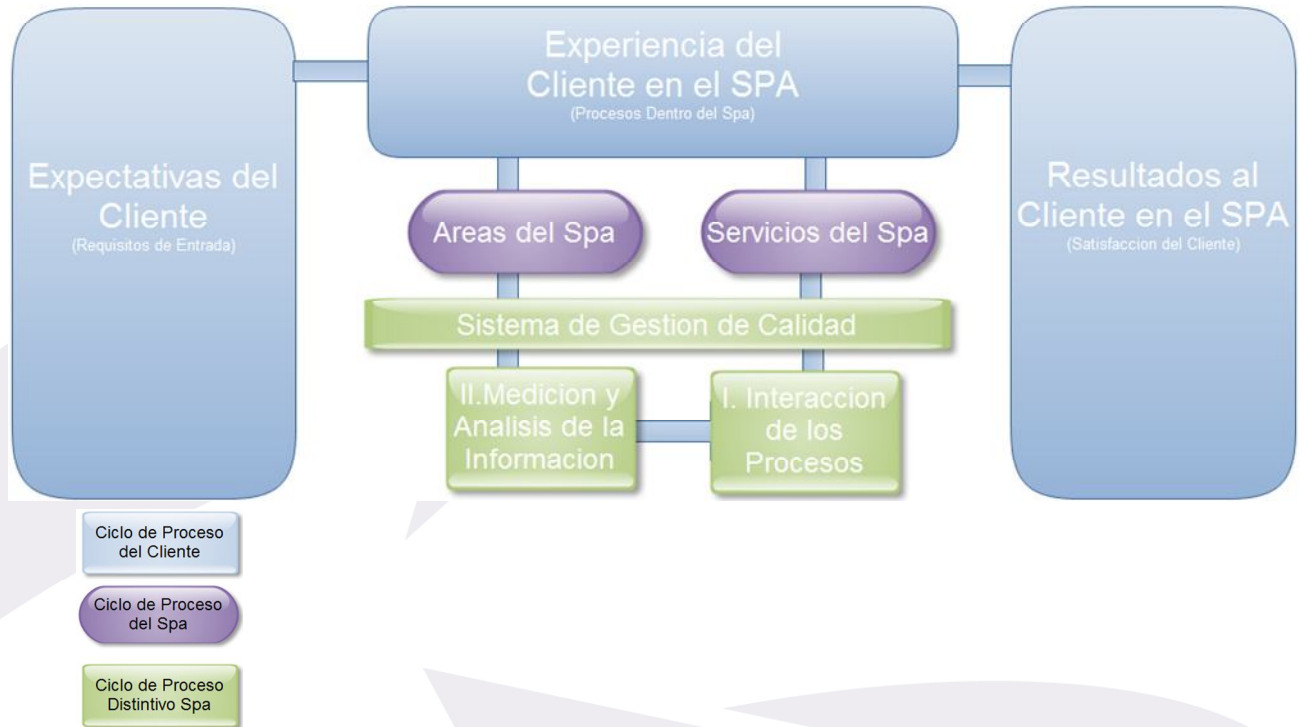 Expectativas del
Cliente
(Requisitos de Entrada)
Experiencia del
Cliente en el SPA
(Procesos Dentro del Spa)
Resultados al
Cliente en el SPA
(Satisfaccion del Cliente)
Areas del Spa
Servicios del Spa
Sistema de Gestion de Calidad
II.Medicion y
Analisis de la
Informacion
I. Interaccion
de los
Procesos
Ciclo de Proceso
del Cliente
Ciclo de Proceso
del Spa
Ciclo de Proceso
Distintivo Spa